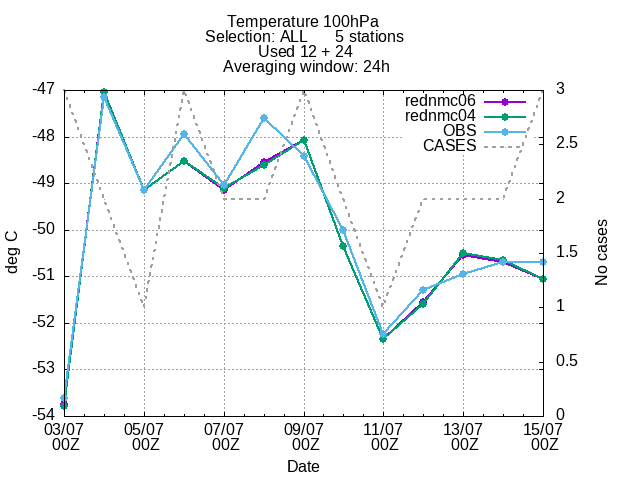 Temperature 100hPa
Selection: ALL 5 stations
Used 12 + 24
Averaging window: 24h
rednmc06
rednmc04
OBS
CASES
-47
-48
-49
-50
-51
-52
-53
-54
deg C
3
2.5
2
1.5
1
0.5
0
No cases
03/07 05/07 07/07 09/07 11/07 13/07 15/07
00Z 00Z 00Z 00Z 00Z 00Z 00Z
Date